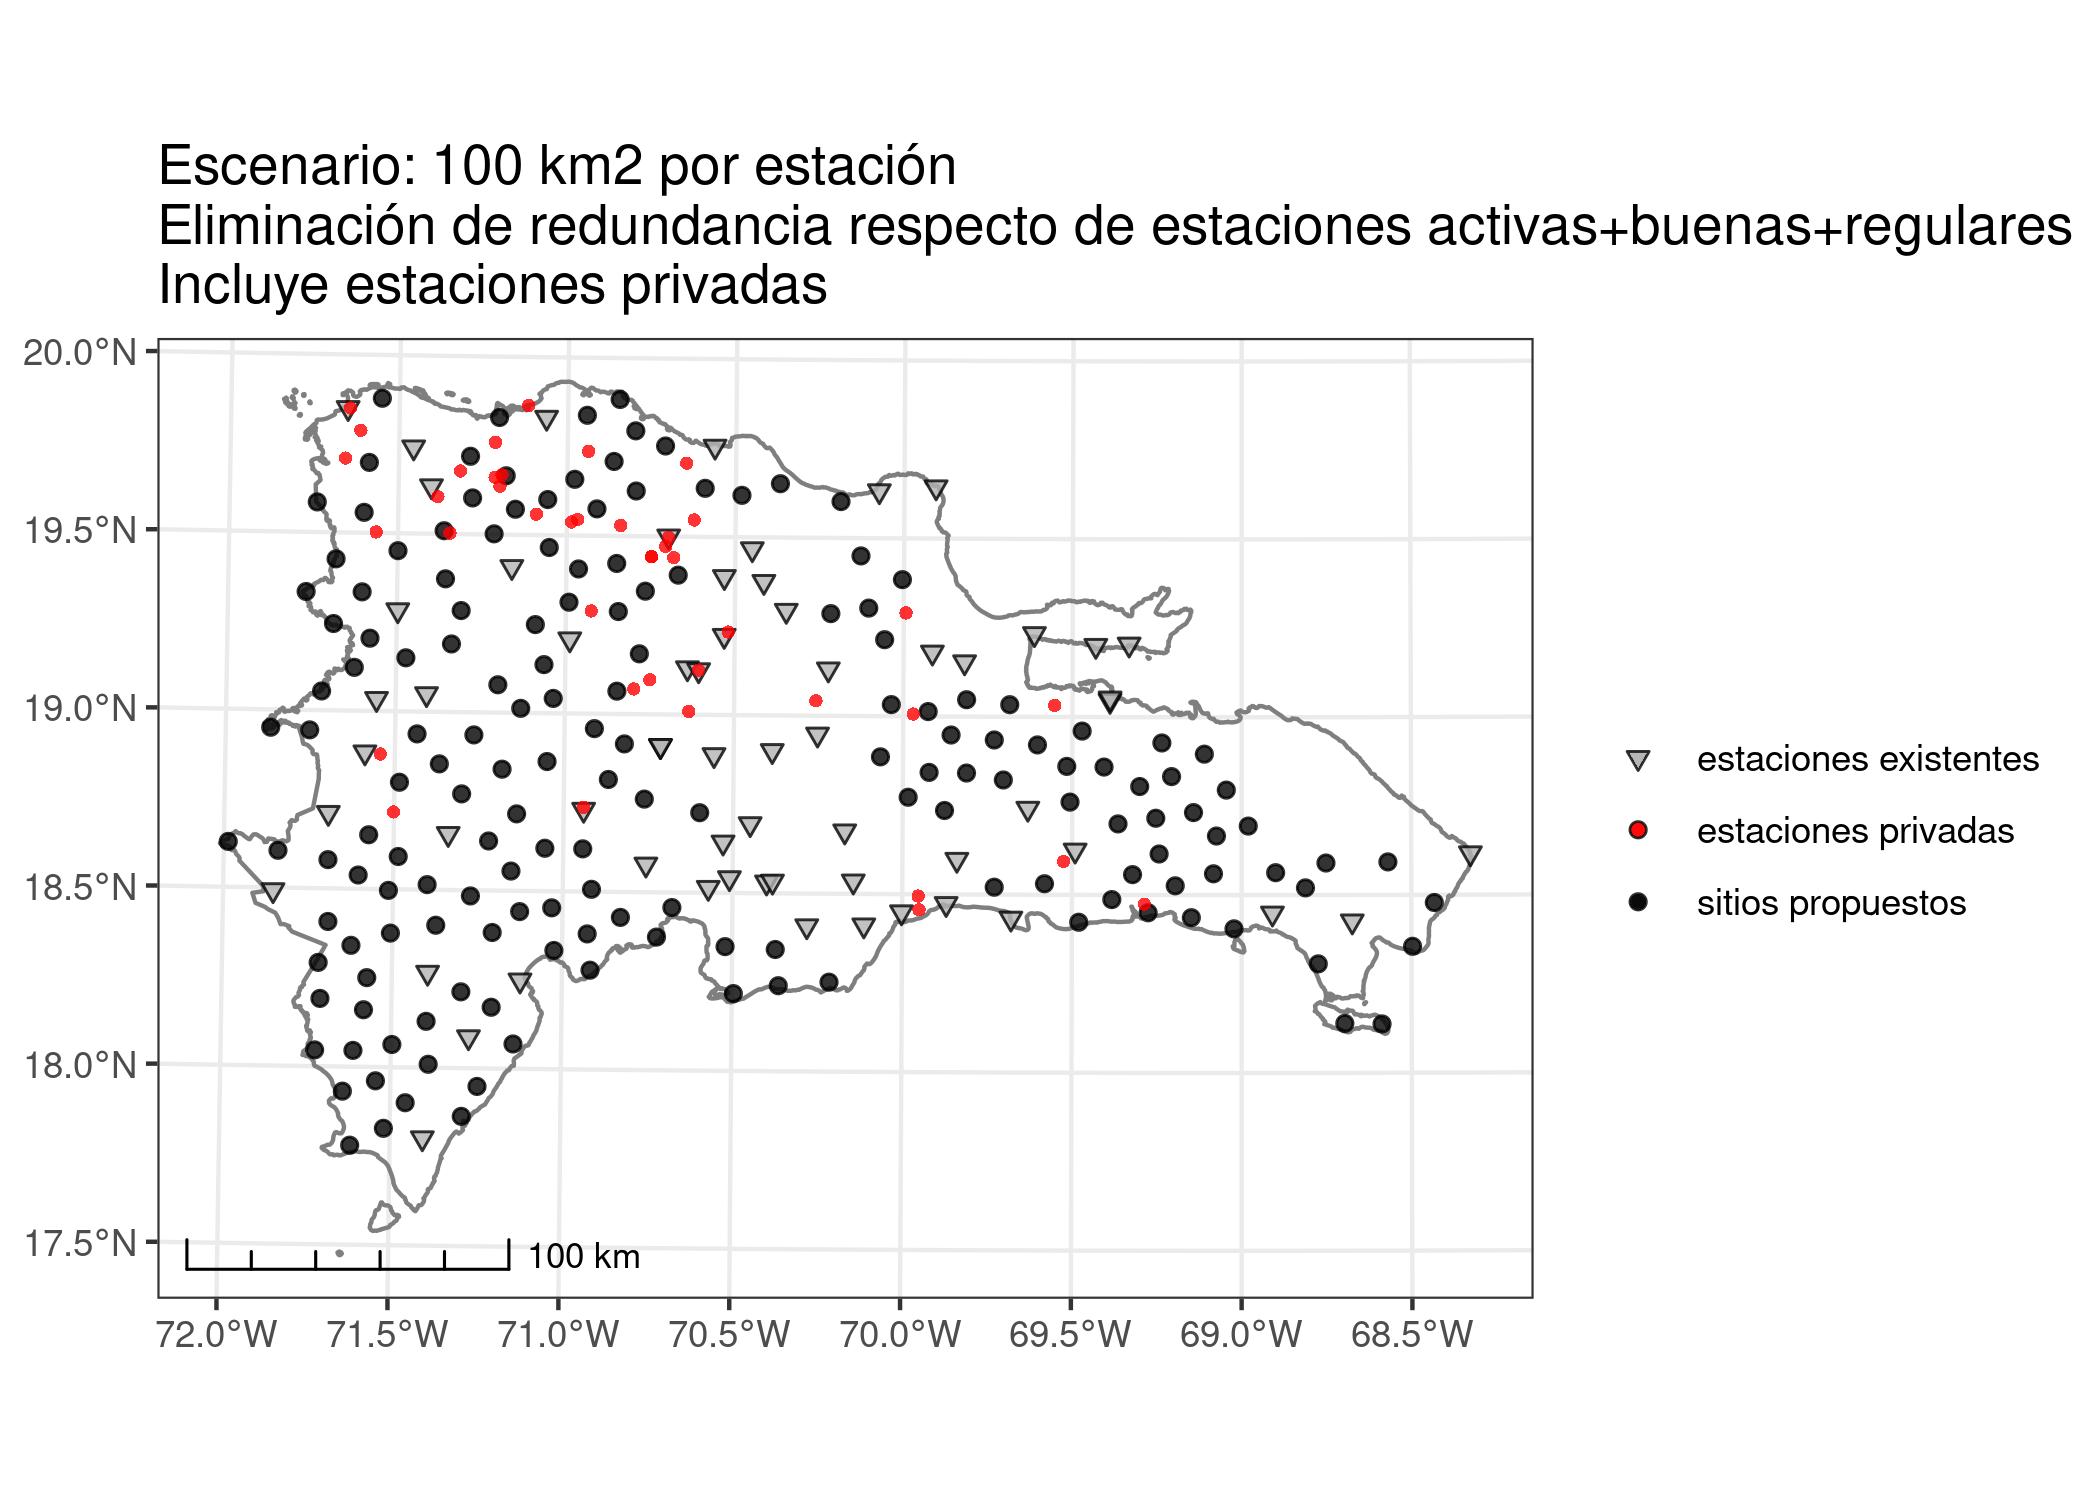 Escenario: 100 km2 por estación
Eliminación de redundancia respecto de estaciones activas+buenas+regulares
Incluye estaciones privadas
20.0°N
19.5°N
19.0°N
18.5°N
18.0°N
17.5°N
100 km
72.0°W 71.5°W 71.0°W 70.5°W 70.0°W 69.5°W 69.0°W 68.5°W
estaciones existentes
estaciones privadas
sitios propuestos